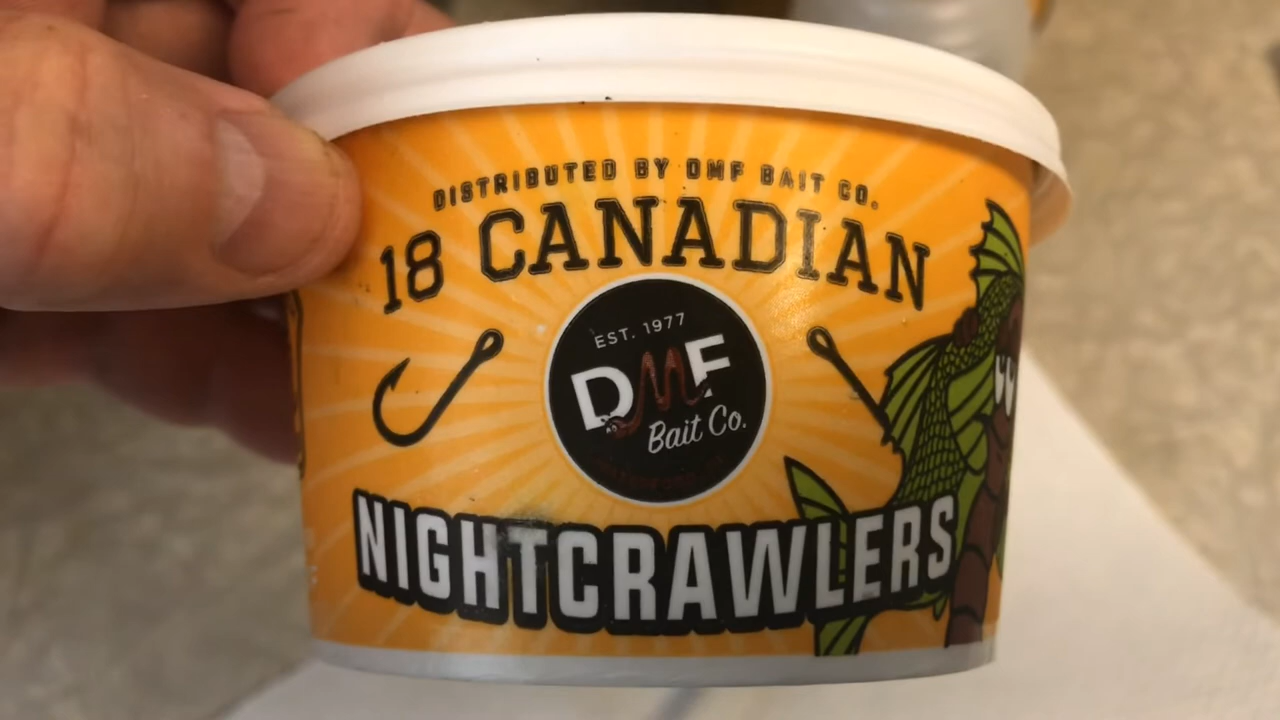 DISTRIBUTED BY DMF BAIT CO.
18 CANADIAN
EST. 1977
DMF
Bait Co.
NIGHTCRAWLERS